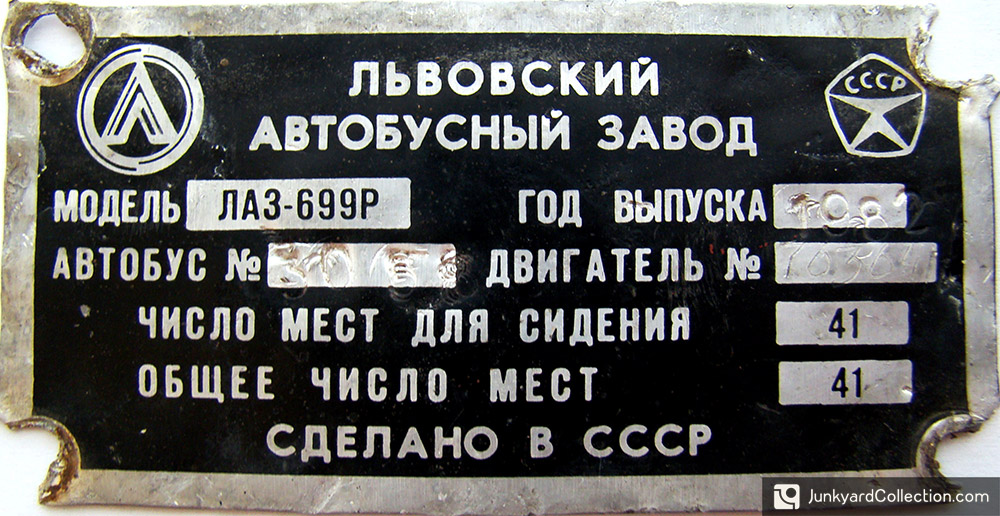 ЛЬВОВСКИЙ
СССР
АВТОБУСНЫЙ ЗАВОД
МОДЕЛЬ ЛАЗ-699Р ГОД ВЫПУСКА 1982
АВТОБУС № ДВИГАТЕЛЬ №
ЧИСЛО МЕСТ ДЛЯ СИДЕНИЯ 41
ОБЩЕЕ ЧИСЛО МЕСТ 41
СДЕЛАНО В СССР
JunkyardCollection.com